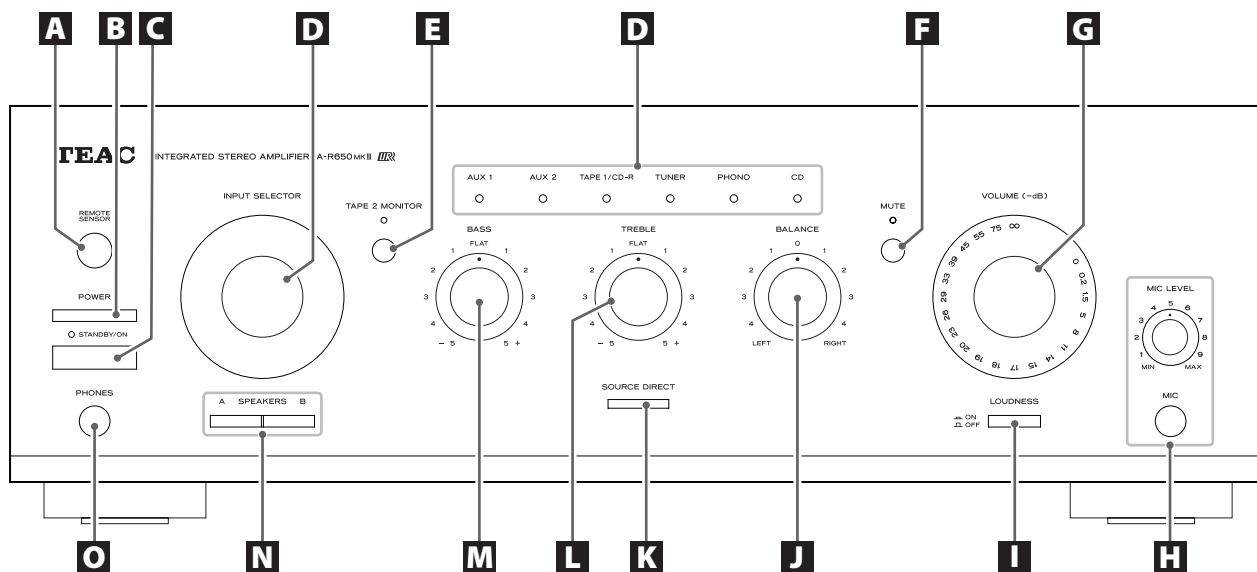 A B C D E D F G
TEAC INTEGRATED STEREO AMPLIFIER A-R650 MKII
REMOTE SENSOR
INPUT SELECTOR
TAPE 2 MONITOR
AUX 1 AUX 2 TAPE 1/CD-R TUNER PHONO CD
MUTE
VOLUME (-dB)
∞ 0 0.2 1.5 5 8 11 14 15 17 18 19 20 23 26 29 33 39 45 55 75
POWER
STANDBY/ON
PHONES
A SPEAKERS B
BASS
FLAT
1 1
2 2
3 3
4 4
– 5 5 +
TREBLE
FLAT
1 1
2 2
3 3
4 4
– 5 5 +
BALANCE
0
1 1
2 2
3 3
4 4
LEFT RIGHT
SOURCE DIRECT
LOUDNESS
ON
OFF
MIC LEVEL
MIN 1 2 3 4 5 6 7 8 9 MAX
MIC
O N M L K J I H